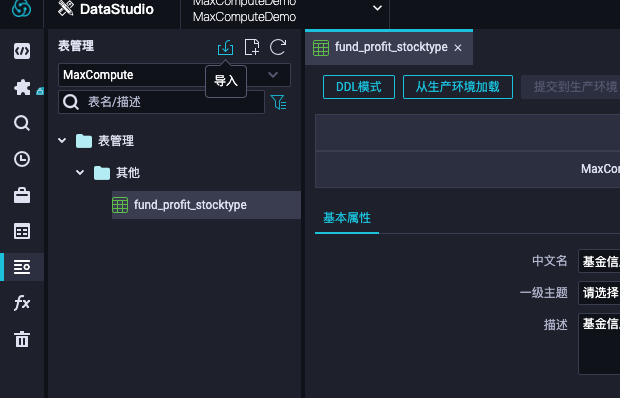 DataStudio
MaxComputeDemo
MaxComputeDemo
表管理
MaxCompute
导入
表名/描述
表管理
其他
fund_profit_stocktype
fx
fund_profit_stocktype ×
DDL模式
从生产环境加载
提交到生产环境
MaxCo
基本属性
中文名
基金信
一级主题
请选择
描述
基金信